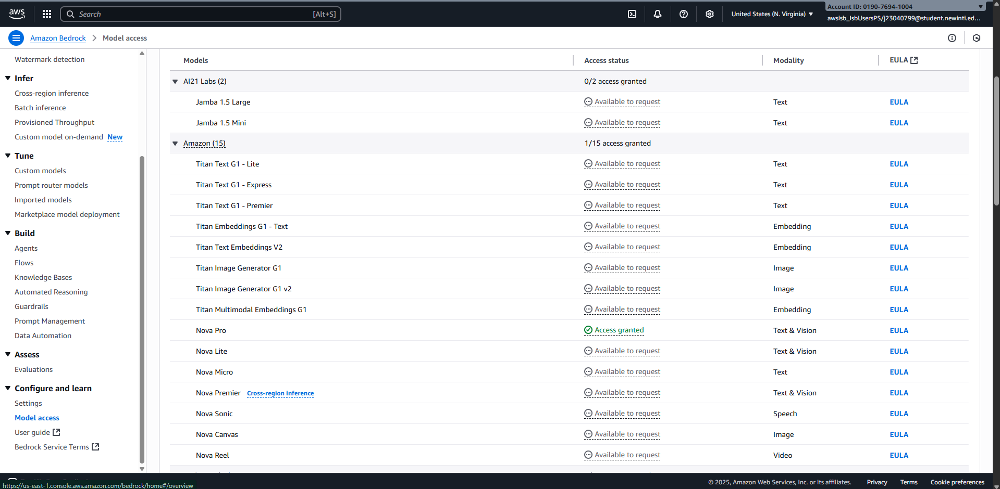 aws
Search [Alt+S]
United States (N. Virginia)
Account ID: 0190-7694-1004
awsisb_IsbUsersPS/j23040799@student.newinti.ed...
Amazon Bedrock
Model access
Watermark detection
Infer
Cross-region inference
Batch inference
Provisioned Throughput
Custom model on-demand New
Tune
Custom models
Prompt router models
Imported models
Marketplace model deployment
Build
Agents
Flows
Knowledge Bases
Automated Reasoning
Guardrails
Prompt Management
Data Automation
Assess
Evaluations
Configure and learn
Settings
Model access
User guide
Bedrock Service Terms
Models Access status Modality EULA
AI21 Labs (2) 0/2 access granted
Jamba 1.5 Large Available to request Text EULA
Jamba 1.5 Mini Available to request Text EULA
Amazon (15) 1/15 access granted
Titan Text G1 - Lite Available to request Text EULA
Titan Text G1 - Express Available to request Text EULA
Titan Text G1 - Premier Available to request Text EULA
Titan Embeddings G1 - Text Available to request Embedding EULA
Titan Text Embeddings V2 Available to request Embedding EULA
Titan Image Generator G1 Available to request Image EULA
Titan Image Generator G1 v2 Available to request Image EULA
Titan Multimodal Embeddings G1 Available to request Embedding EULA
Nova Pro Access granted Text & Vision EULA
Nova Lite Available to request Text & Vision EULA
Nova Micro Available to request Text EULA
Nova Premier Cross-region inference Available to request Text & Vision EULA
Nova Sonic Available to request Speech EULA
Nova Canvas Available to request Image EULA
Nova Reel Available to request Video EULA
© 2025, Amazon Web Services, Inc. or its affiliates. Privacy Terms Cookie preferences
https://us-east-1.console.aws.amazon.com/bedrock/home#/overview